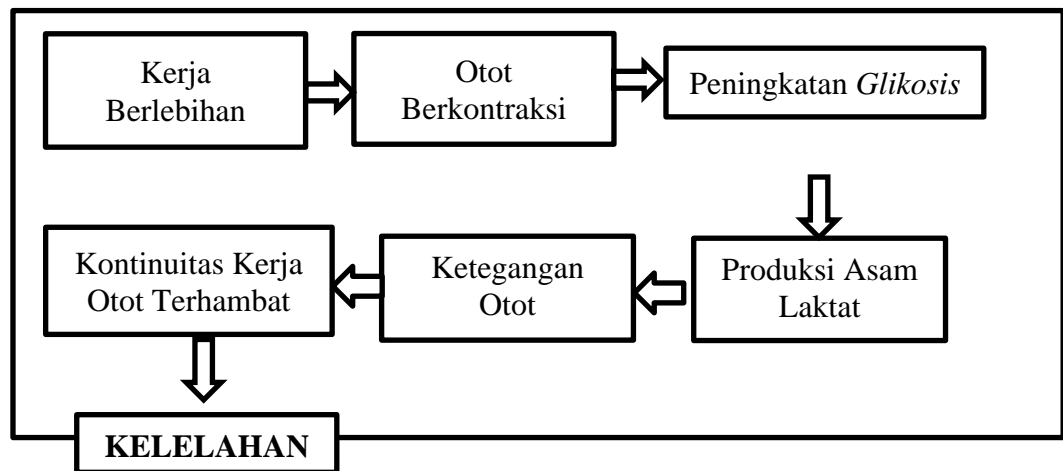 Kerja
Berlebihan
Otot
Berkontraksi
Peningkatan Glikosis
Produksi Asam
Laktat
Ketegangan
Otot
Kontinuitas Kerja
Otot Terhambat
KELELAHAN